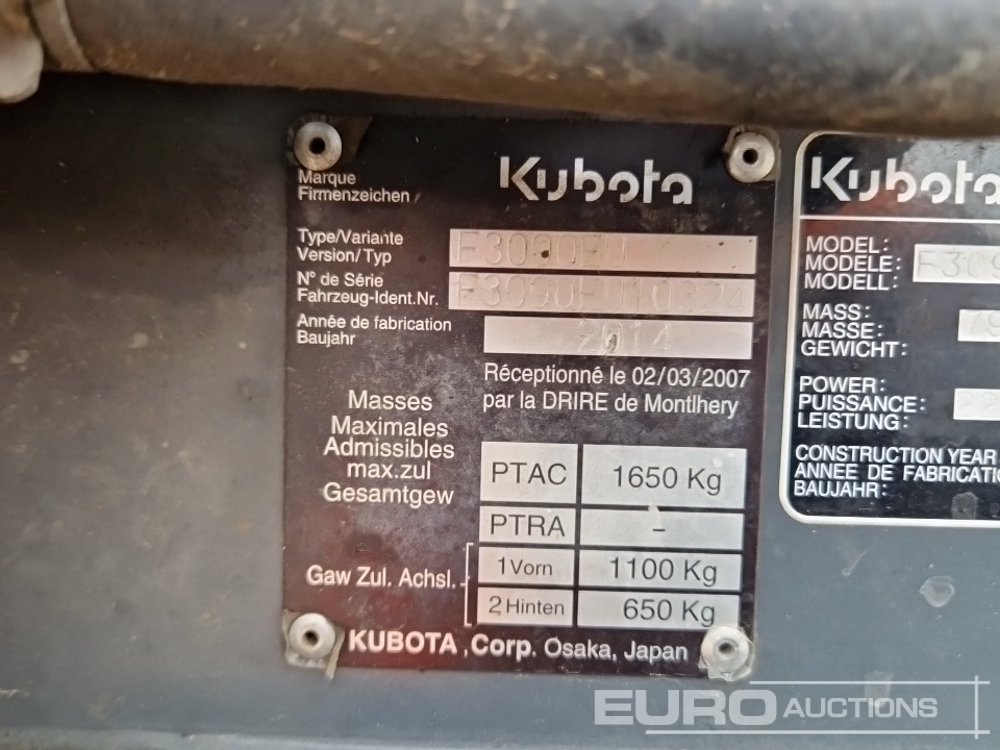 Kubota
Marque
Firmenzeichen
Type/Variante
Version/Typ
F3090EU
N° de Série
Fahrzeug-Ident.Nr.
F3090EU10324
Année de fabrication
Baujahr
2014
Réceptionné le 02/03/2007
par la DRIRE de Montlhery
Masses
Maximales
Admissibles
max.zul
Gesamtgew
PTAC 1650 Kg
PTRA –
Gaw Zul. Achsl.
1 Vorn 1100 Kg
2 Hinten 650 Kg
KUBOTA ,Corp. Osaka, Japan
Kubota
MODEL:
MODELE:
MODELL:
MASS:
MASSE:
GEWICHT:
POWER:
PUISSANCE:
LEISTUNG:
CONSTRUCTION YEAR
ANNEE DE
BAUJAHR:
EURO AUCTIONS